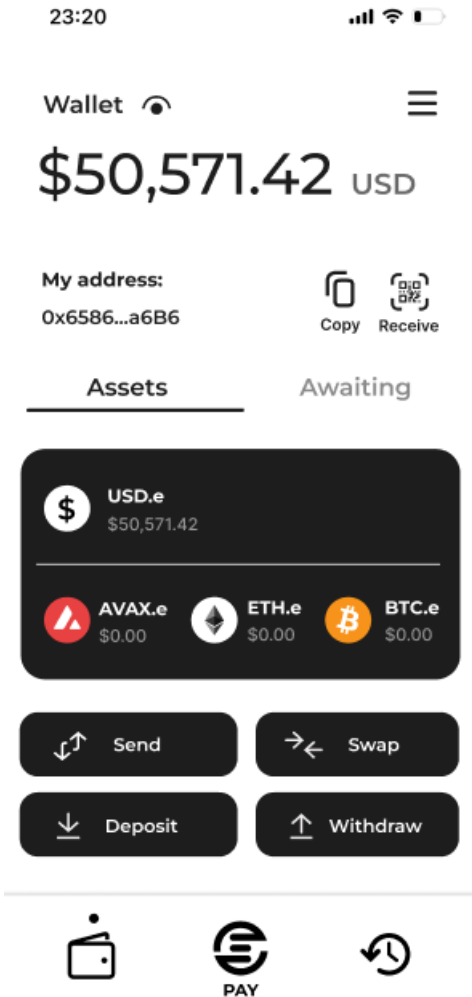 23:20
Wallet
$50,571.42 USD
My address:
0x6586...a6B6
Copy Receive
Assets Awaiting
USD.e
$50,571.42
AVAX.e ETH.e BTC.e
$0.00 $0.00 $0.00
Send Swap
Deposit Withdraw
PAY